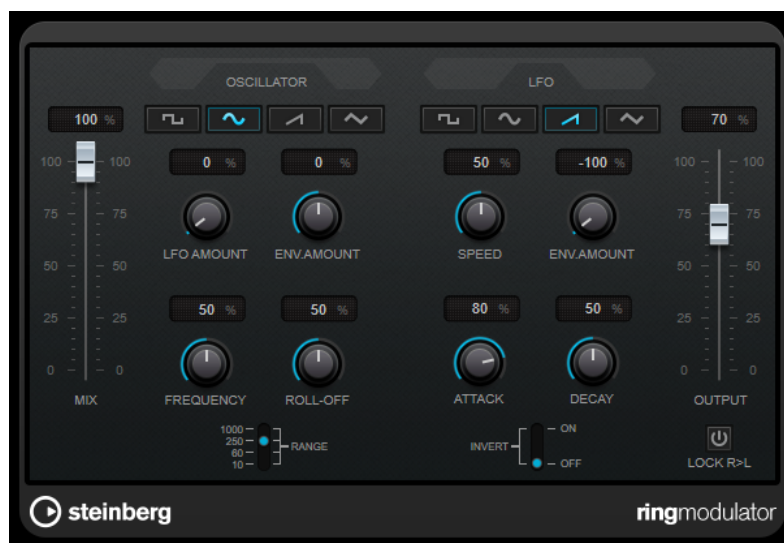 OSCILLATOR
LFO
100 %
70 %
100 100
75 75
50 50
25 25
0 0
MIX
0 %
0 %
LFO AMOUNT
ENV.AMOUNT
50 %
50 %
FREQUENCY
ROLL-OFF
1000
250
60
10
RANGE
50 %
-100 %
SPEED
ENV.AMOUNT
80 %
50 %
ATTACK
DECAY
INVERT
ON
OFF
100 100
75 75
50 50
25 25
0 0
OUTPUT
LOCK R>L
steinberg
ringmodulator